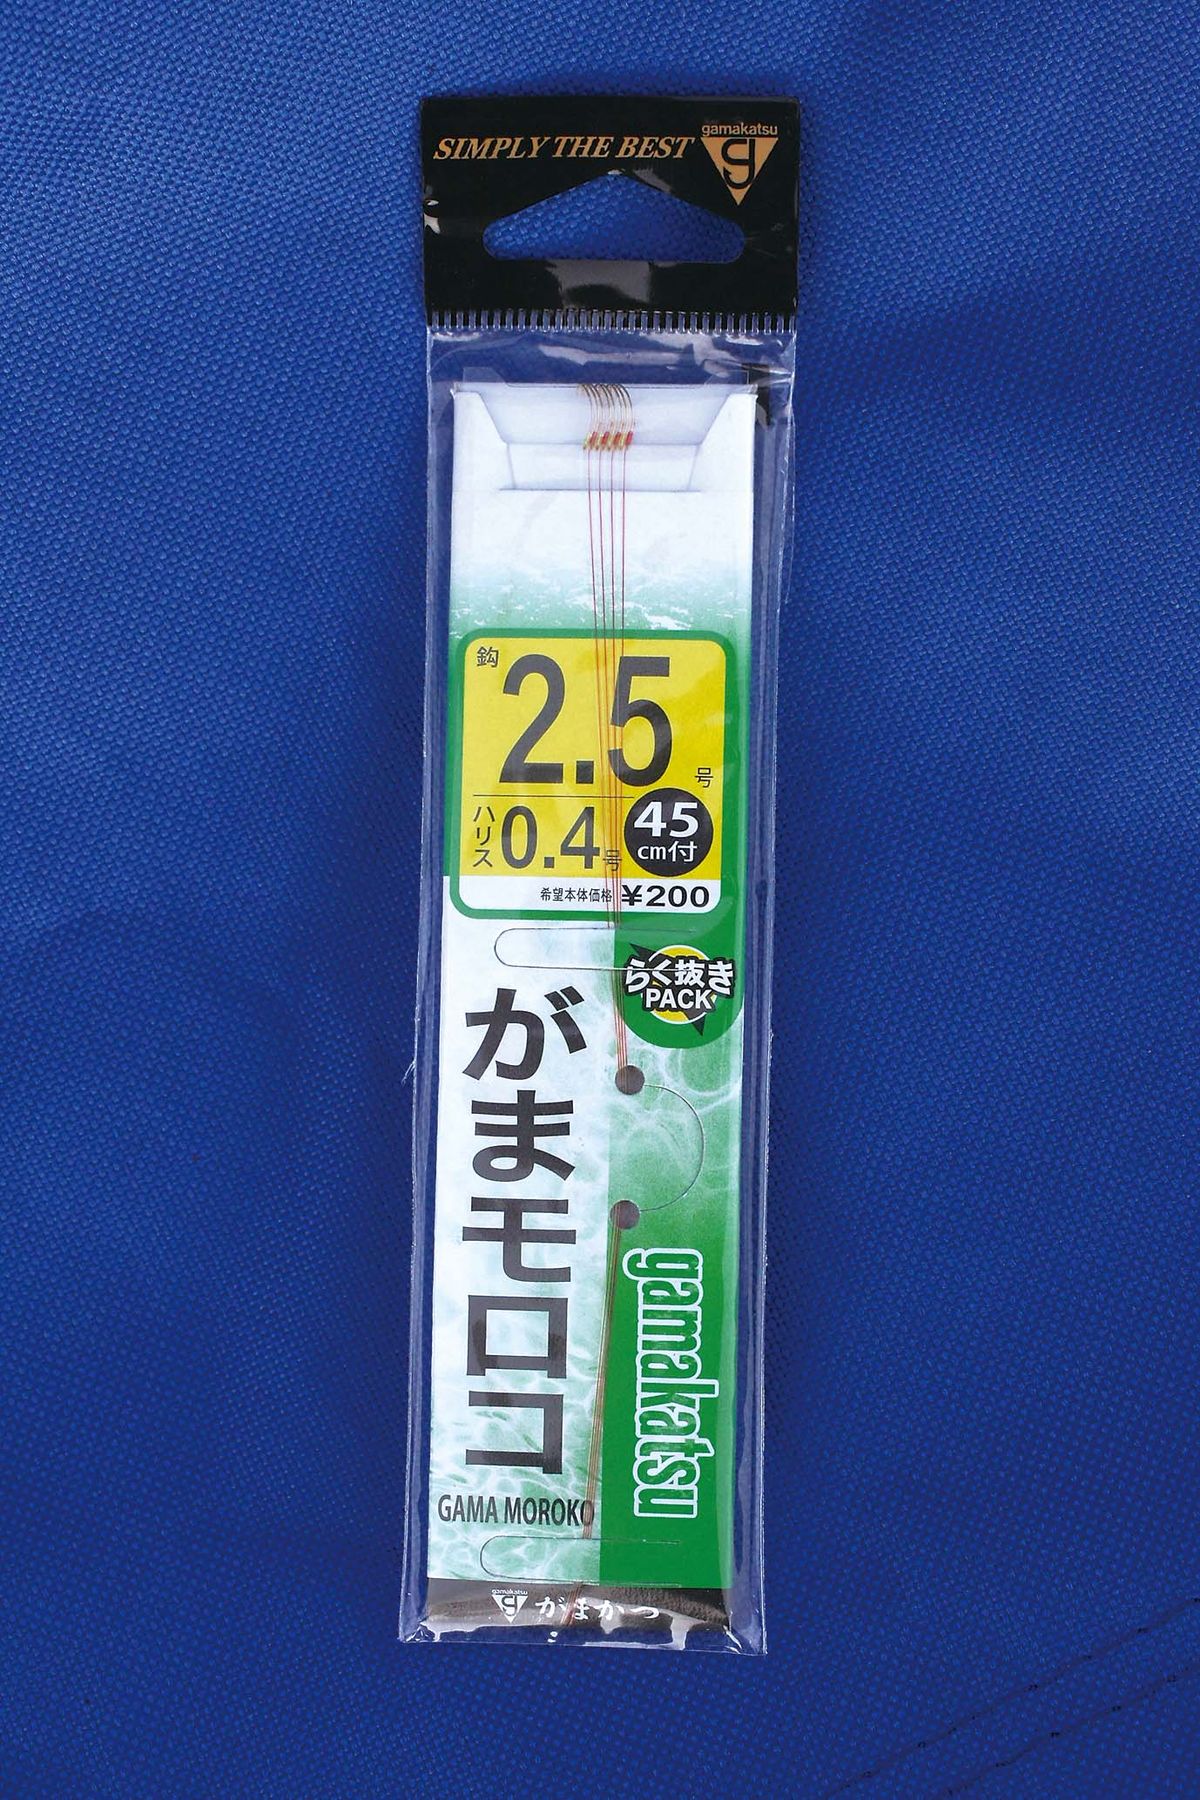 SIMPLY THE BEST
gamakatsu
鈎 2.5号
ハリス 0.4号
45cm付
希望本体価格 ¥200
らく抜き
PACK
がまモロコ
GAMA MOROKO
gamakatsu
gamakatsu
がまかつ